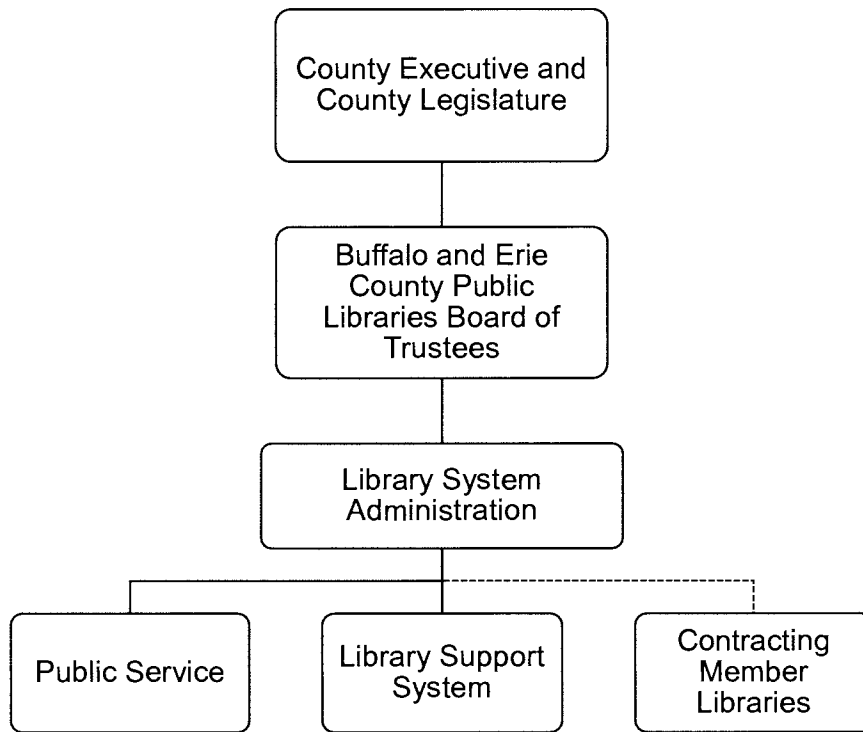 County Executive and
County Legislature
Buffalo and Erie
County Public
Libraries Board of
Trustees
Library System
Administration
Public Service
Library Support
System
Contracting
Member
Libraries